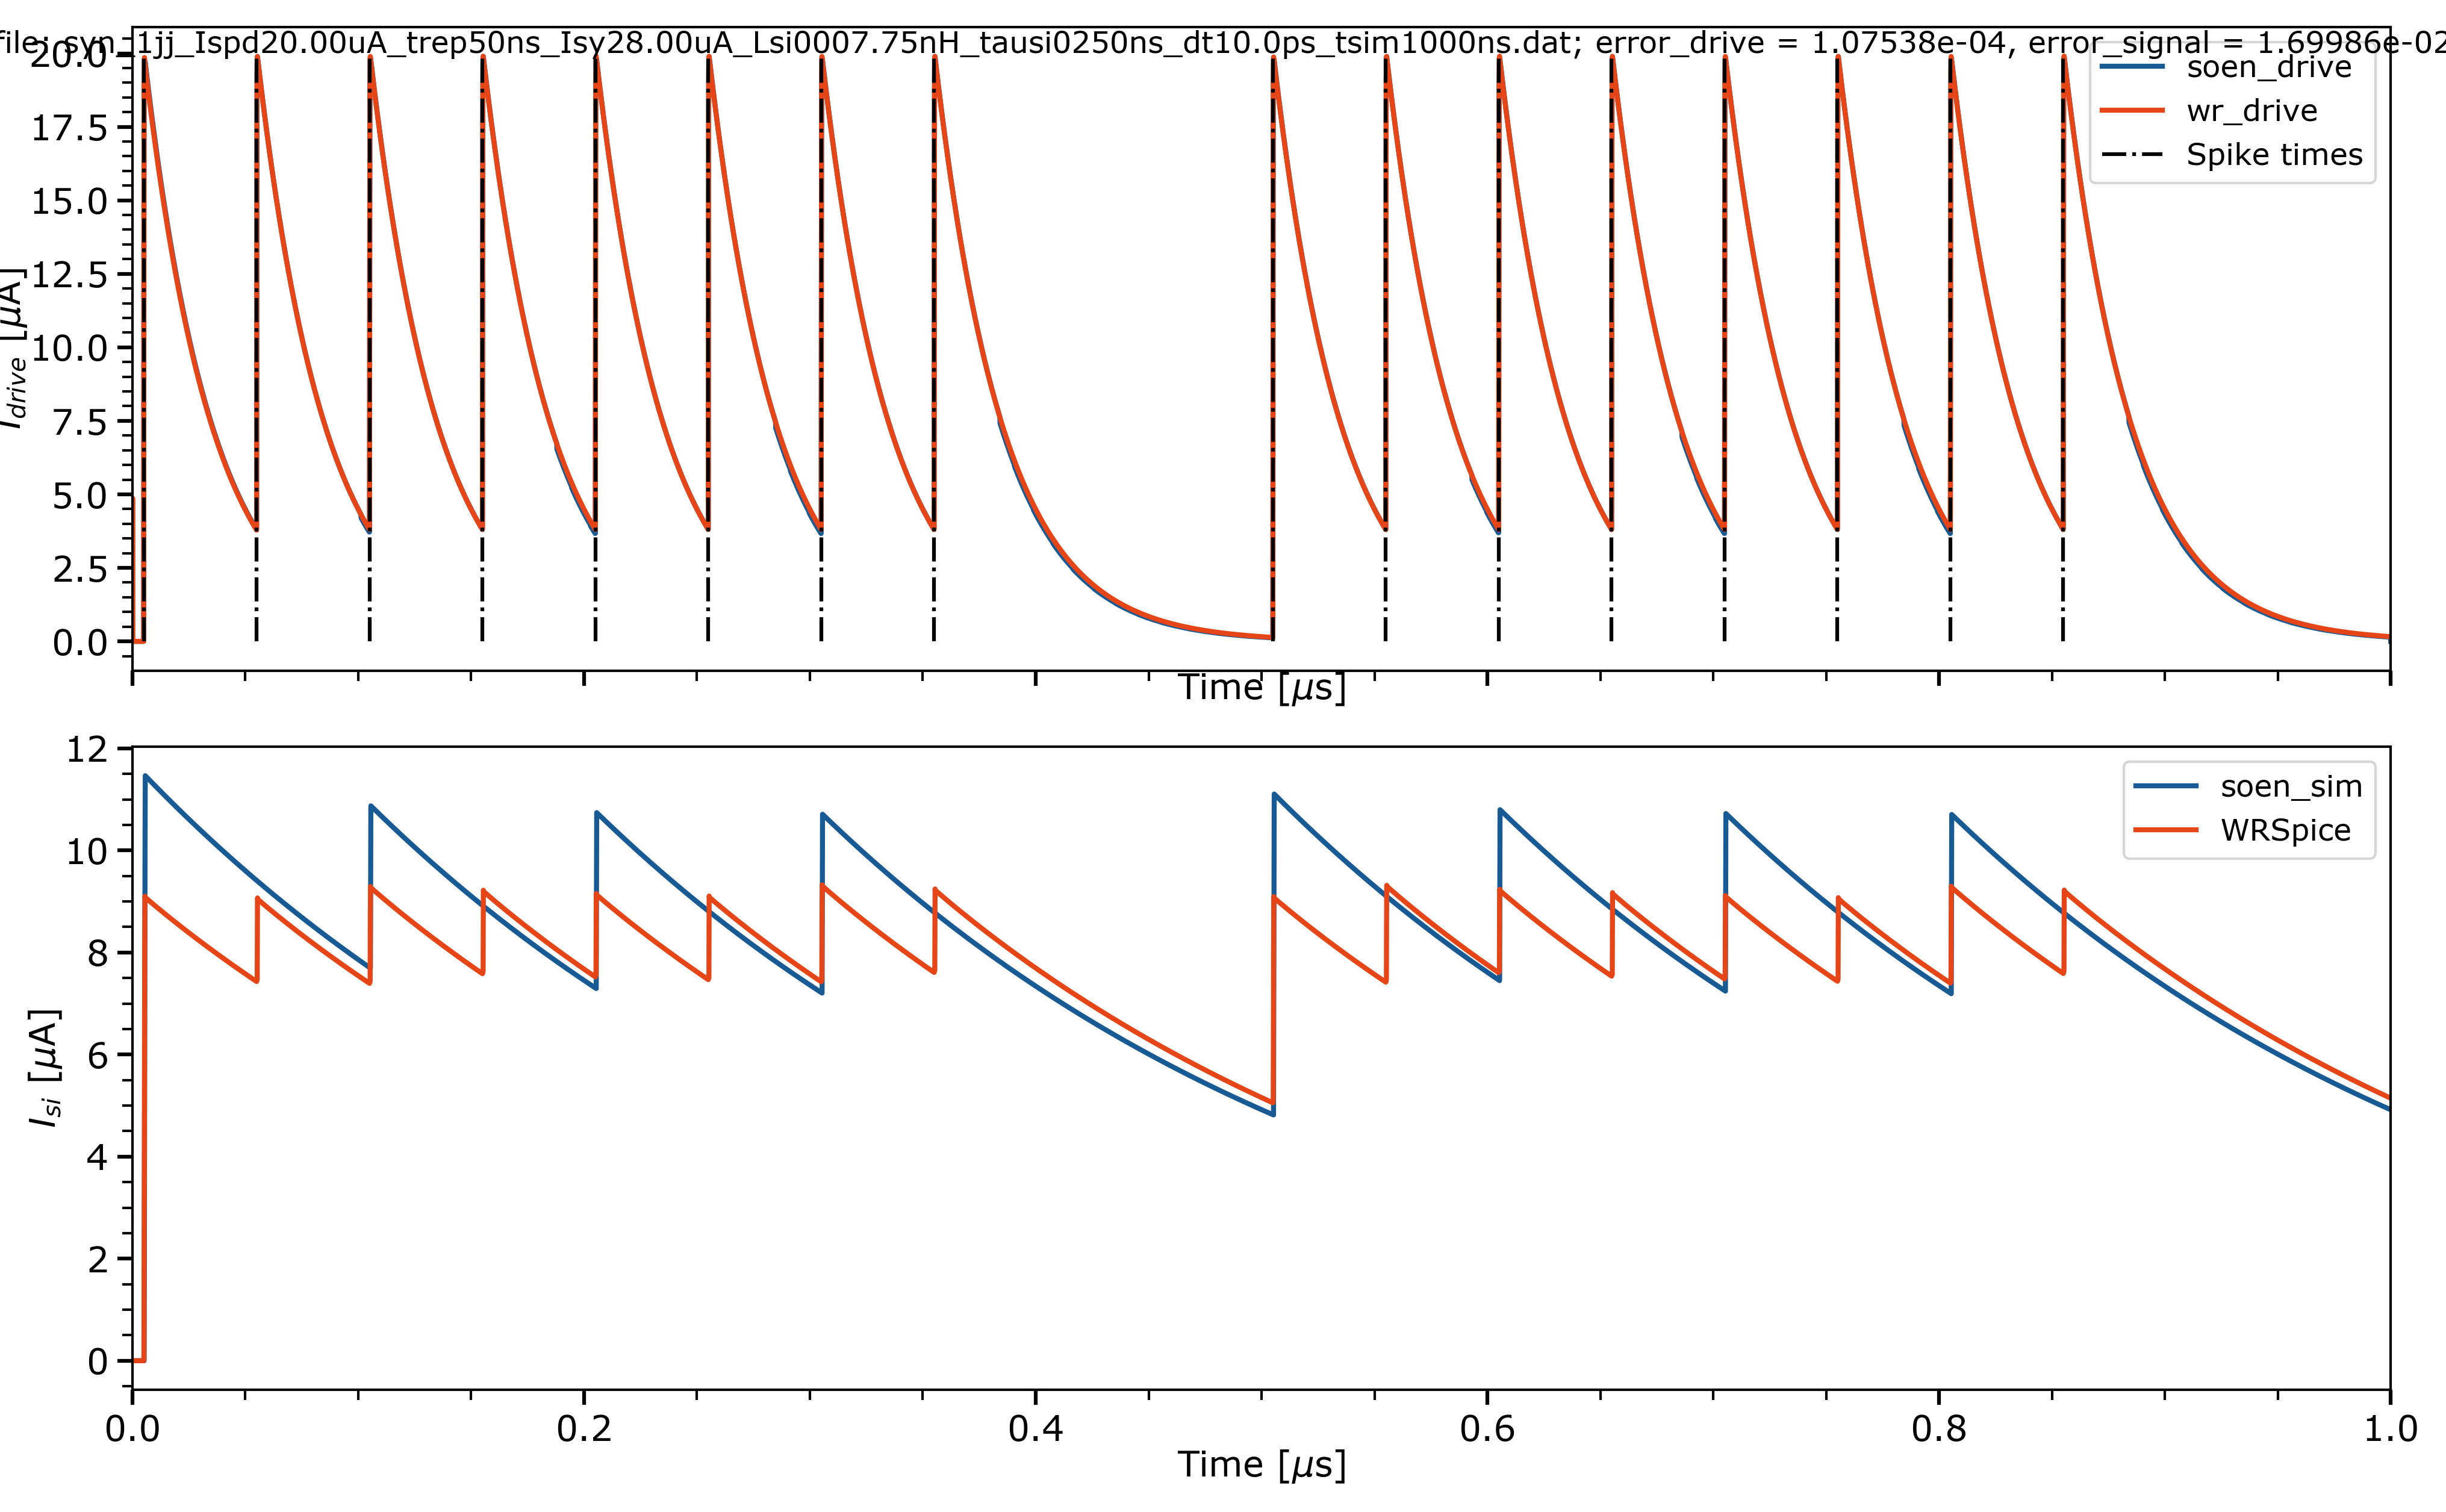 file: syn_1jj_Ispd20.00uA_trep50ns_Isy28.00uA_Lsi0007.75nH_tausi0250ns_dt10.0ps_tsim1000ns.dat; error_drive = 1.07538e-04, error_signal = 1.69986e-02
20.0
17.5
15.0
12.5
10.0
7.5
5.0
2.5
0.0
I_drive [μA]
soen_drive
wr_drive
Spike times
Time [μs]
12
10
8
6
4
2
0
I_si [μA]
soen_sim
WRSpice
0.0 0.2 0.4 0.6 0.8 1.0
Time [μs]